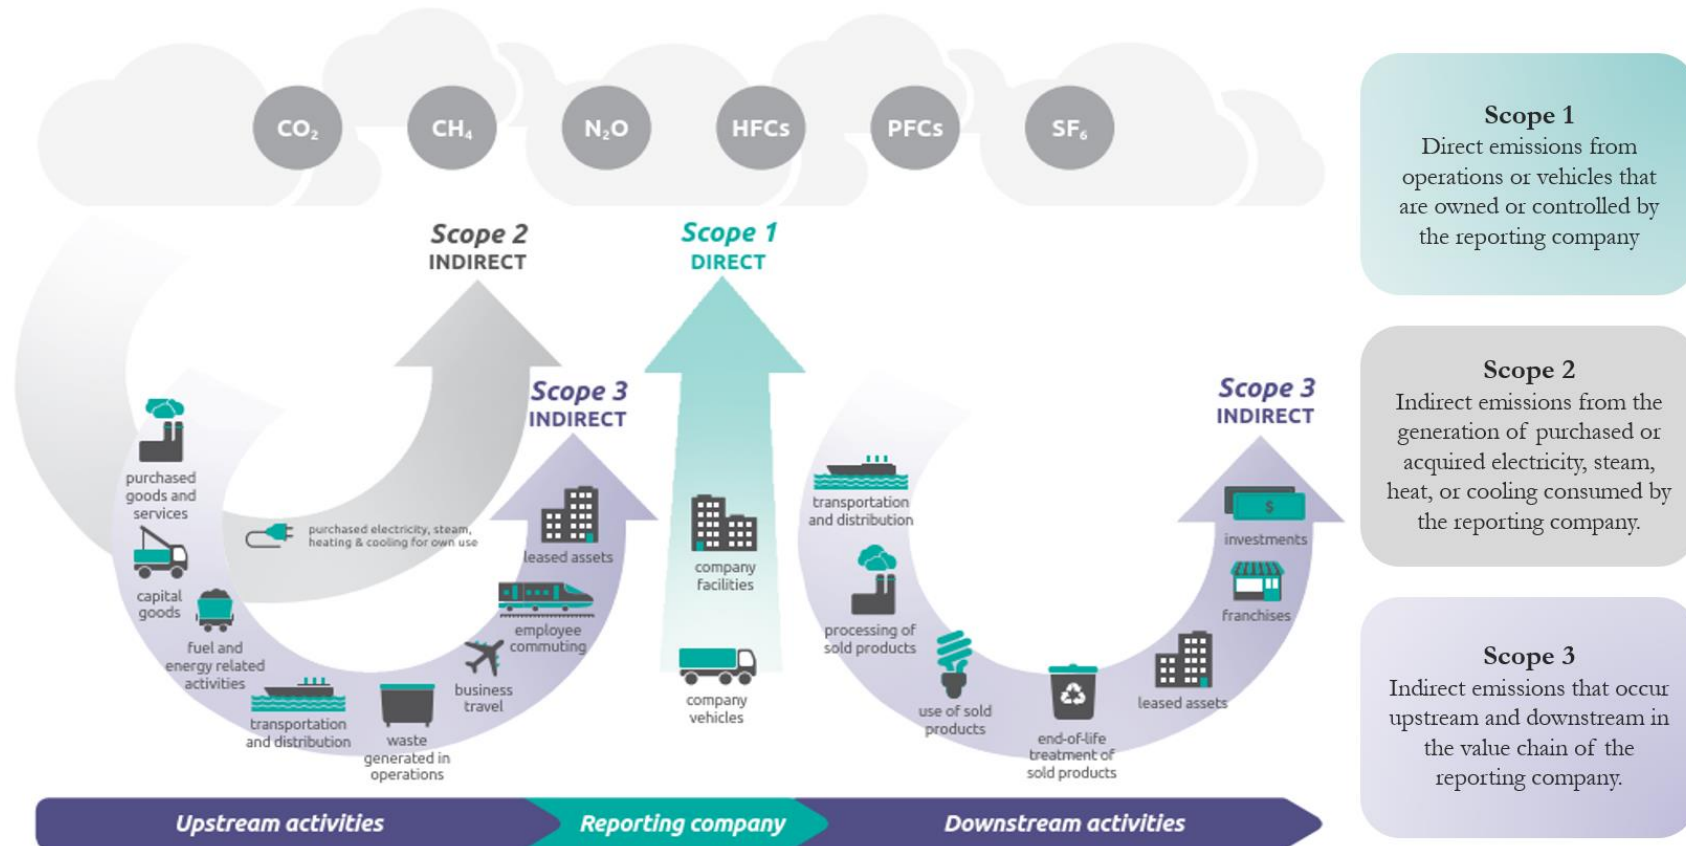 CO₂
CH₄
N₂O
HFCs
PFCs
SF₆
Scope 2
INDIRECT
Scope 1
DIRECT
Scope 3
INDIRECT
Scope 3
INDIRECT
purchased
goods and
services
capital
goods
fuel and
energy related
activities
transportation
and distribution
waste
generated in
operations
business
travel
employee
commuting
leased assets
purchased electricity, steam,
heating & cooling for own use
company
facilities
company
vehicles
transportation
and distribution
processing of
sold products
use of sold
products
end-of-life
treatment of
sold products
leased assets
franchises
$
investments
Upstream activities
Reporting company
Downstream activities
Scope 1
Direct emissions from
operations or vehicles that
are owned or controlled by
the reporting company
Scope 2
Indirect emissions from the
generation of purchased or
acquired electricity, steam,
heat, or cooling consumed by
the reporting company.
Scope 3
Indirect emissions that occur
upstream and downstream in
the value chain of the
reporting company.